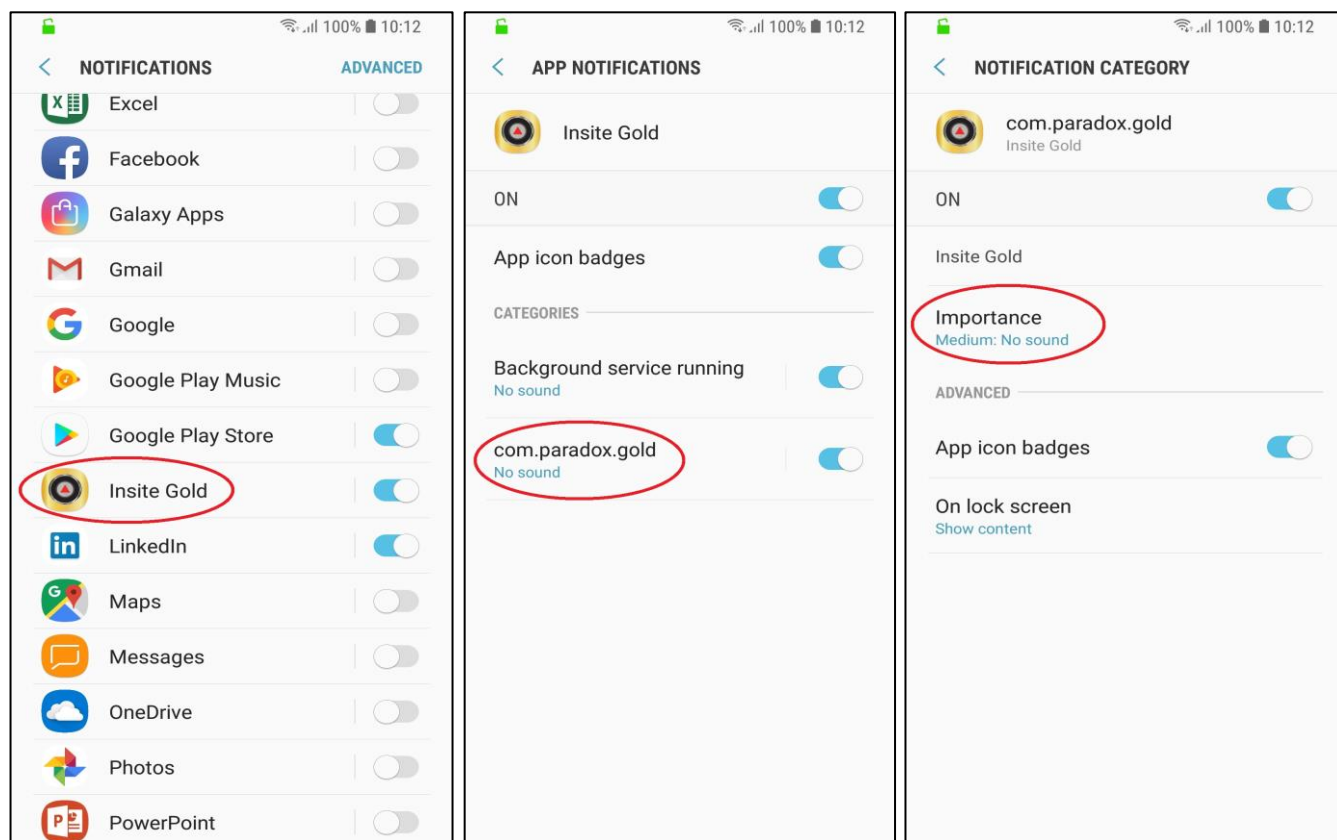 100% 10:12
NOTIFICATIONS ADVANCED
Excel
Facebook
Galaxy Apps
Gmail
Google
Google Play Music
Google Play Store
Insite Gold
in LinkedIn
G Maps
Messages
OneDrive
Photos
P PowerPoint
100% 10:12
APP NOTIFICATIONS
Insite Gold
ON
App icon badges
CATEGORIES
Background service running
No sound
com.paradox.gold
No sound
100% 10:12
NOTIFICATION CATEGORY
com.paradox.gold
Insite Gold
ON
Insite Gold
Importance
Medium: No sound
ADVANCED
App icon badges
On lock screen
Show content